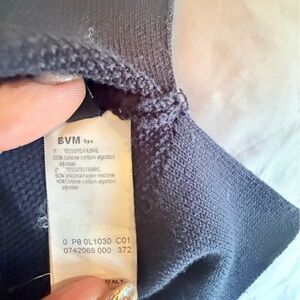 BVM Spa
1° TESSUTO-FABRIC
100% Cotone cotton algodon
algodao
2° TESSUTO-FABRIC
60% Viscosa rayon viscose
40% Cotone cotton algodon
algodao
0 P8 0L1030 C01
0742069 000 372
ITALY